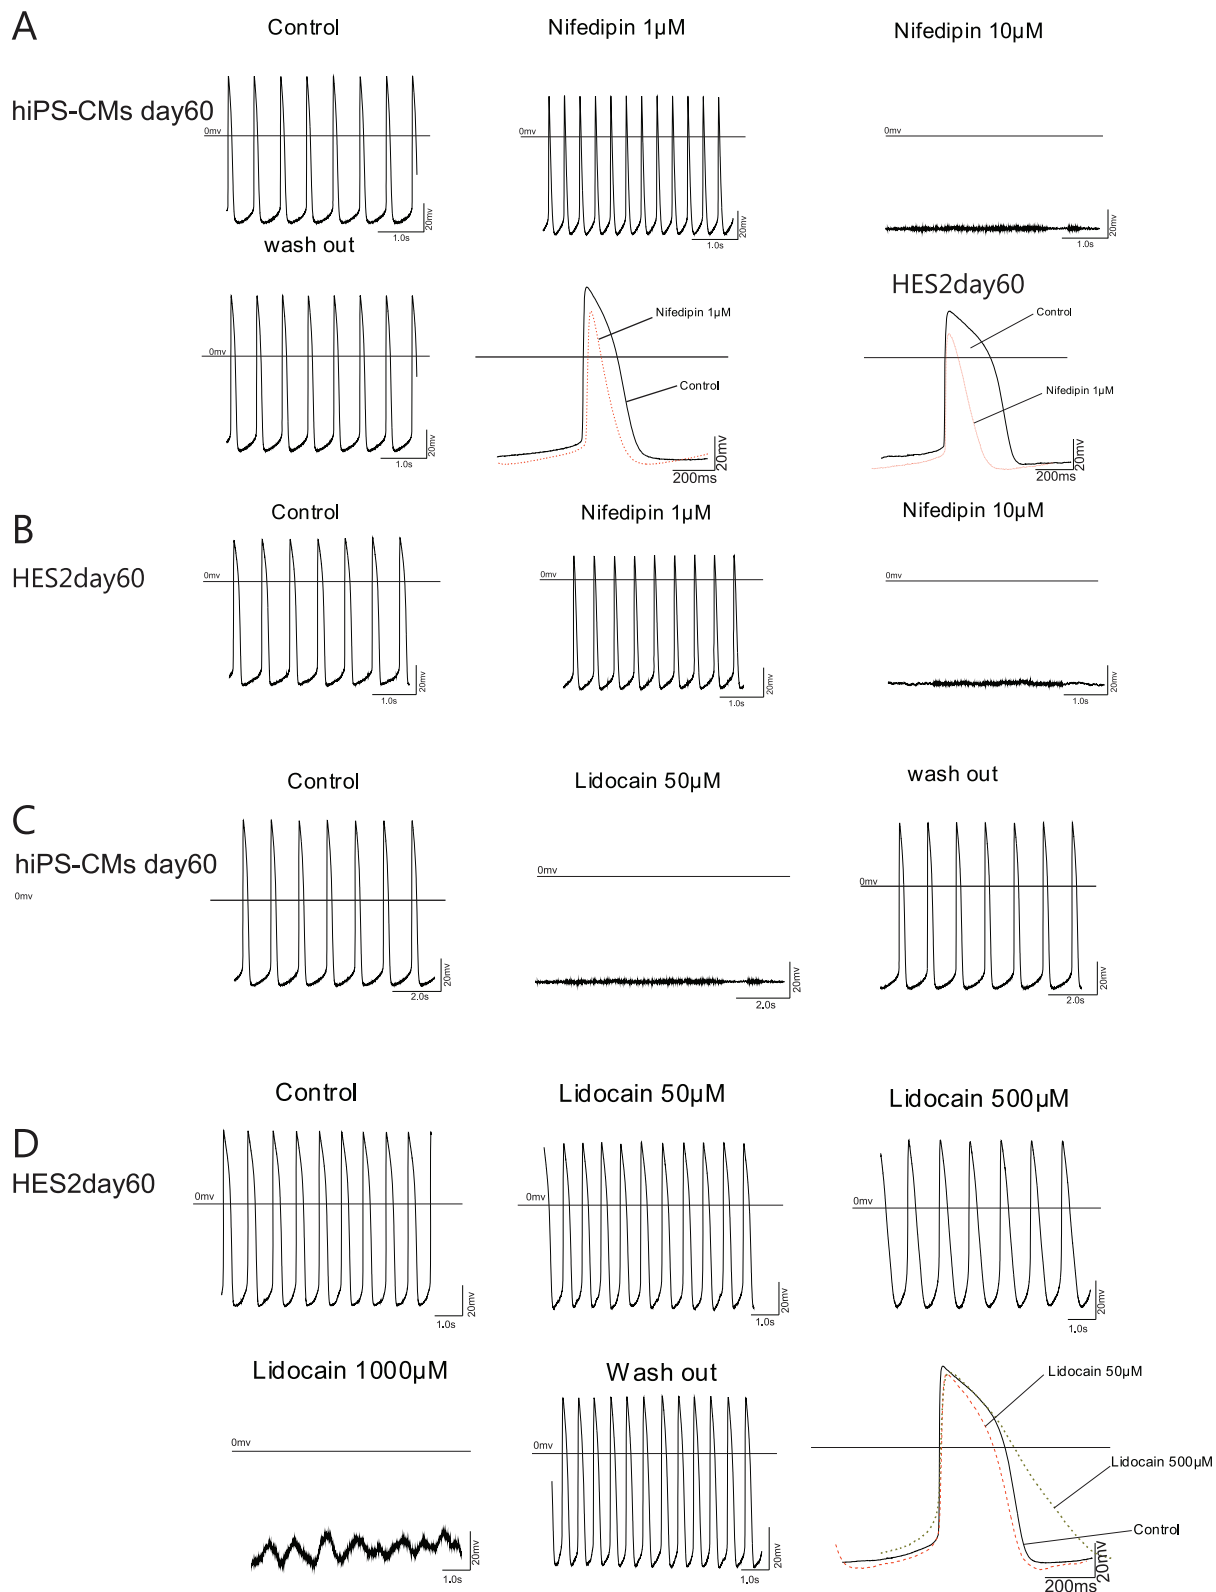 A
Control
Nifedipin 1µM
Nifedipin 10µM
hiPS-CMs day60
0mv
0mv
0mv
20mv
1.0s
20mv
1.0s
20mv
1.0s
wash out
HES2day60
0mv
20mv
1.0s
Nifedipin 1µM
Control
20mv
200ms
Control
Nifedipin 1µM
20mv
200ms
B
Control
Nifedipin 1µM
Nifedipin 10µM
HES2day60
0mv
0mv
0mv
20mv
1.0s
20mv
1.0s
20mv
1.0s
C
Control
Lidocain 50µM
wash out
hiPS-CMs day60
0mv
0mv
0mv
20mv
2.0s
20mv
2.0s
20mv
2.0s
D
Control
Lidocain 50µM
Lidocain 500µM
HES2day60
0mv
0mv
0mv
20mv
1.0s
20mv
1.0s
20mv
1.0s
Lidocain 1000µM
Wash out
0mv
0mv
20mv
1.0s
20mv
1.0s
Lidocain 50µM
Lidocain 500µM
Control
20mv
200ms